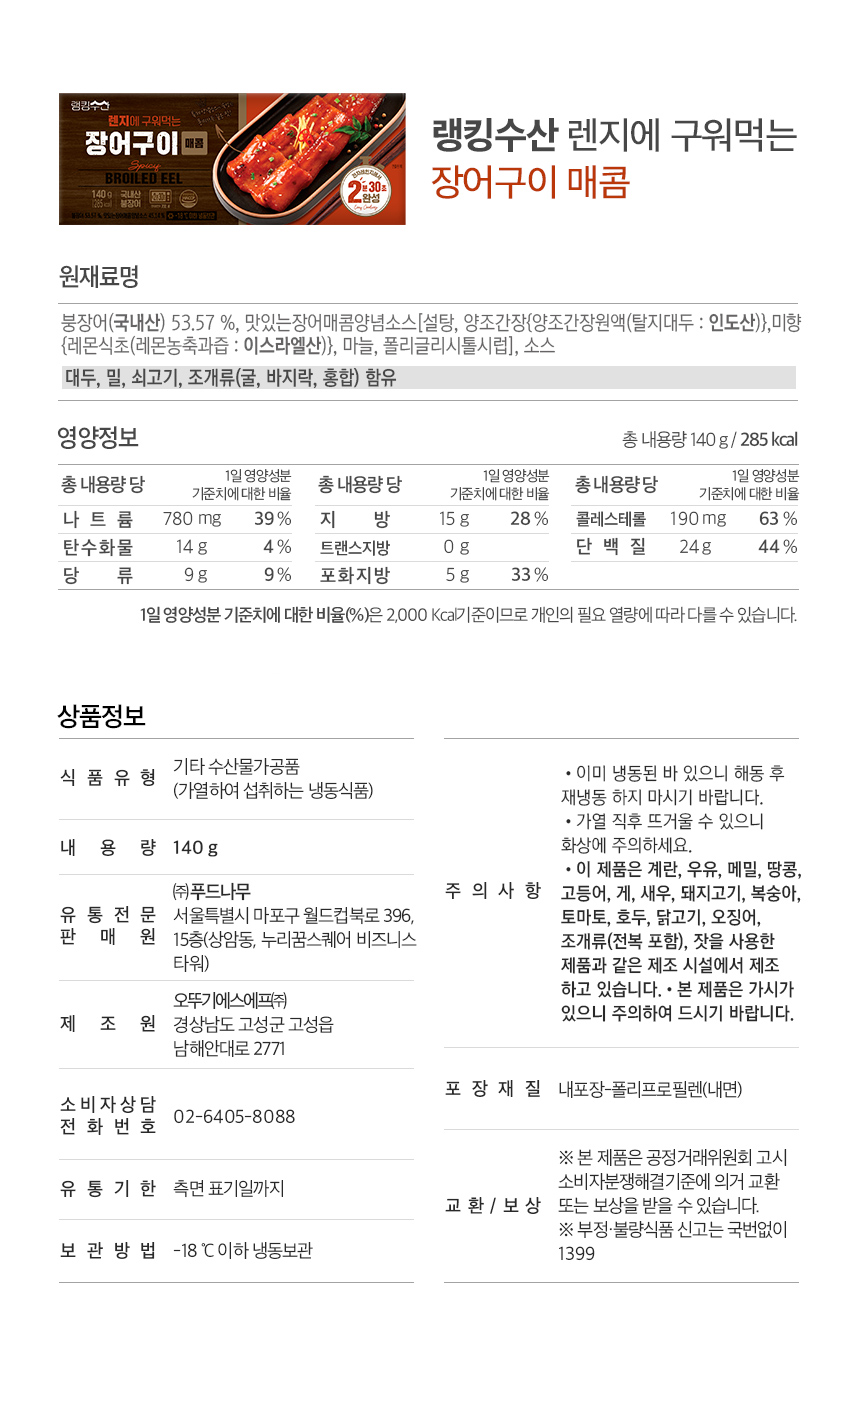 랭킹수산
렌지에 구워먹는
장어구이 매콤
Spicy
BROILED EEL
140 g
285 kcal
국내산
붕장어
2분30초
완성
랭킹수산 렌지에 구워먹는
장어구이 매콤
원재료명
붕장어(국내산) 53.57 %, 맛있는장어매콤양념소스[설탕, 양조간장{양조간장원액(탈지대두 : 인도산)},미향
{레몬식초(레몬농축과즙 : 이스라엘산)}, 마늘, 폴리글리시톨시럽], 소스
대두, 밀, 쇠고기, 조개류(굴, 바지락, 홍합) 함유
영양정보
총 내용량 140 g / 285 kcal
총 내용량 당 1일 영양성분 기준치에 대한 비율 총 내용량 당 1일 영양성분 기준치에 대한 비율 총 내용량 당 1일 영양성분 기준치에 대한 비율
나 트 륨 780 mg 39 % 지 방 15 g 28 % 콜레스테롤 190 mg 63 %
탄수화물 14 g 4 % 트랜스지방 0 g 단 백 질 24 g 44 %
당 류 9 g 9 % 포화지방 5 g 33 %
1일 영양성분 기준치에 대한 비율(%)은 2,000 Kcal기준이므로 개인의 필요 열량에 따라 다를 수 있습니다.
상품정보
식 품 유 형
기타 수산물가공품
(가열하여 섭취하는 냉동식품)
내 용 량 140 g
유 통 전 문
판 매 원
㈜푸드나무
서울특별시 마포구 월드컵북로 396,
15층(상암동, 누리꿈스퀘어 비즈니스
타워)
제 조 원
오뚜기에스에프㈜
경상남도 고성군 고성읍
남해안대로 2771
소비자상담
전 화 번 호
02-6405-8088
유 통 기 한 측면 표기일까지
보 관 방 법 -18 ℃ 이하 냉동보관
주 의 사 항
• 이미 냉동된 바 있으니 해동 후
재냉동 하지 마시기 바랍니다.
• 가열 직후 뜨거울 수 있으니
화상에 주의하세요.
• 이 제품은 계란, 우유, 메밀, 땅콩,
고등어, 게, 새우, 돼지고기, 복숭아,
토마토, 호두, 닭고기, 오징어,
조개류(전복 포함), 잣을 사용한
제품과 같은 제조 시설에서 제조
하고 있습니다. • 본 제품은 가시가
있으니 주의하여 드시기 바랍니다.
포 장 재 질 내포장-폴리프로필렌(내면)
교 환 / 보 상
※ 본 제품은 공정거래위원회 고시
소비자분쟁해결기준에 의거 교환
또는 보상을 받을 수 있습니다.
※ 부정·불량식품 신고는 국번없이
1399